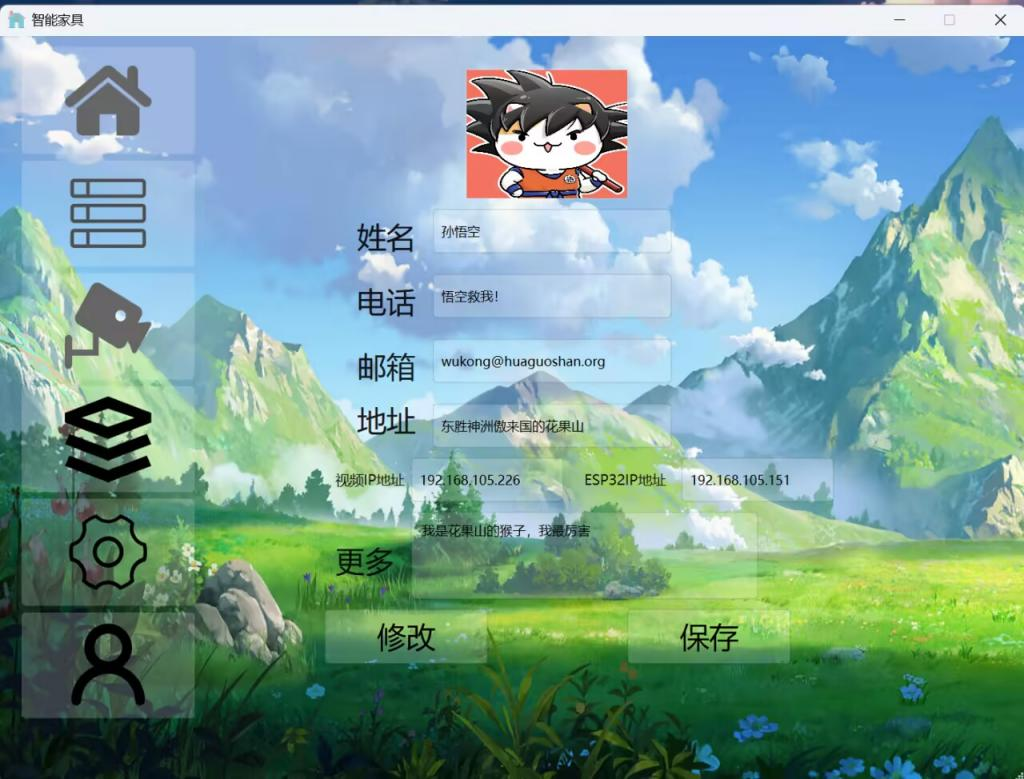 智能家具
姓名 孙悟空
电话 悟空救我！
邮箱 wukong@huaguoshan.org
地址 东胜神洲傲来国的花果山
视频IP地址 192.168.105.226 ESP32IP地址 192.168.105.151
我是花果山的猴子，我最厉害
更多
修改 保存